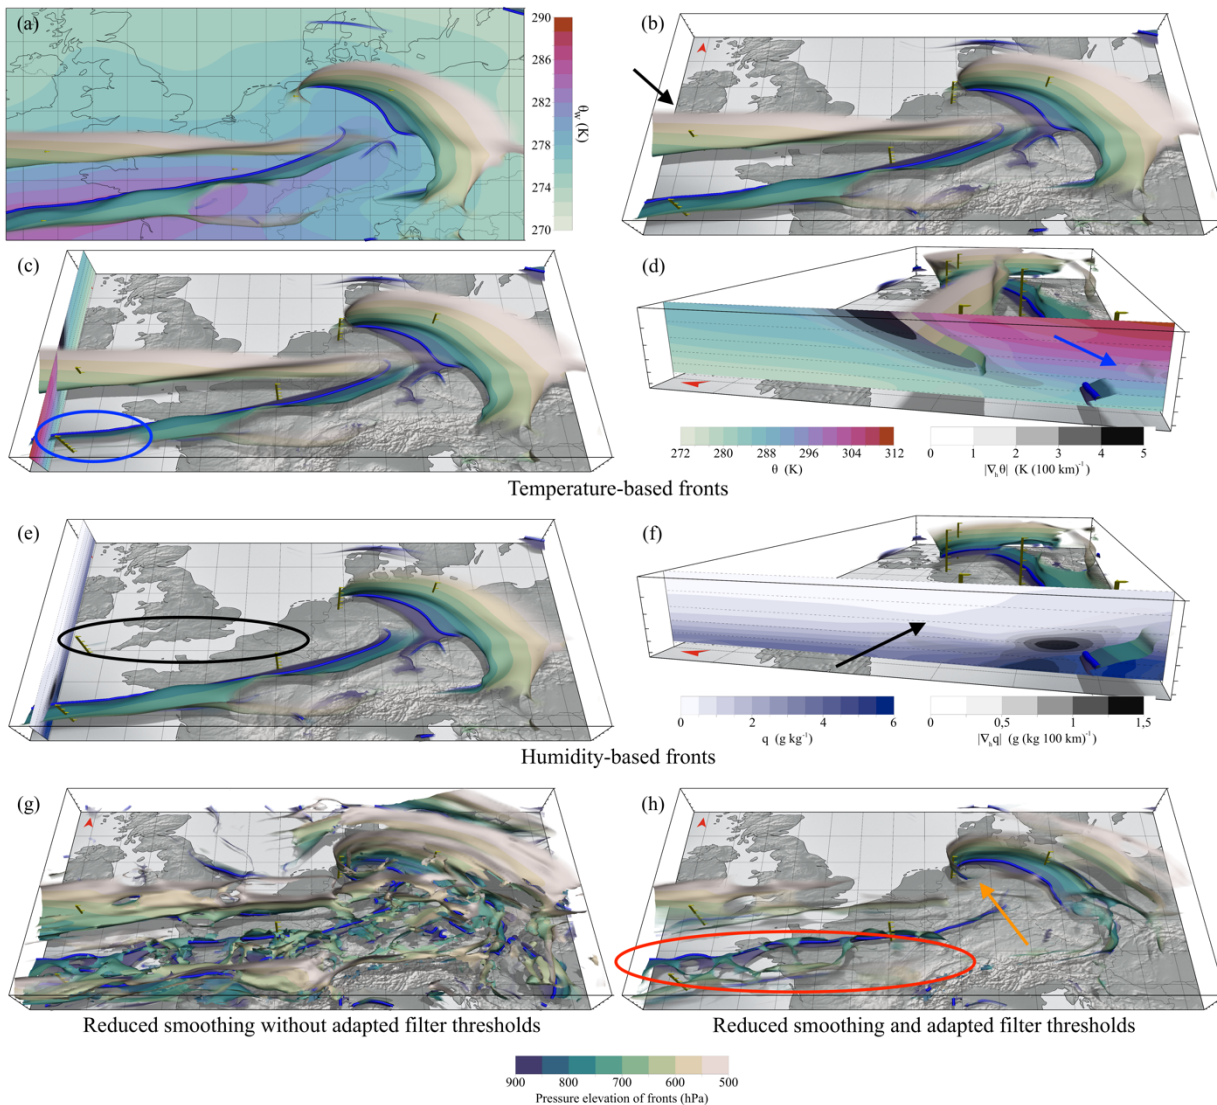 (a)
290
286
282
278
274
270
θw (K)
(b)
(c)
(d)
272
280
288
296
304
312
θ (K)
0
1
2
3
4
5
|∇hθ| (K (100 km)⁻¹
Temperature-based fronts
(e)
(f)
0
2
4
6
q (g kg⁻¹)
0
0,5
1
1,5
|∇hq| (g (kg 100 km)⁻¹
Humidity-based fronts
(g)
(h)
Reduced smoothing without adapted filter thresholds
Reduced smoothing and adapted filter thresholds
900
800
700
600
500
Pressure elevation of fronts (hPa)